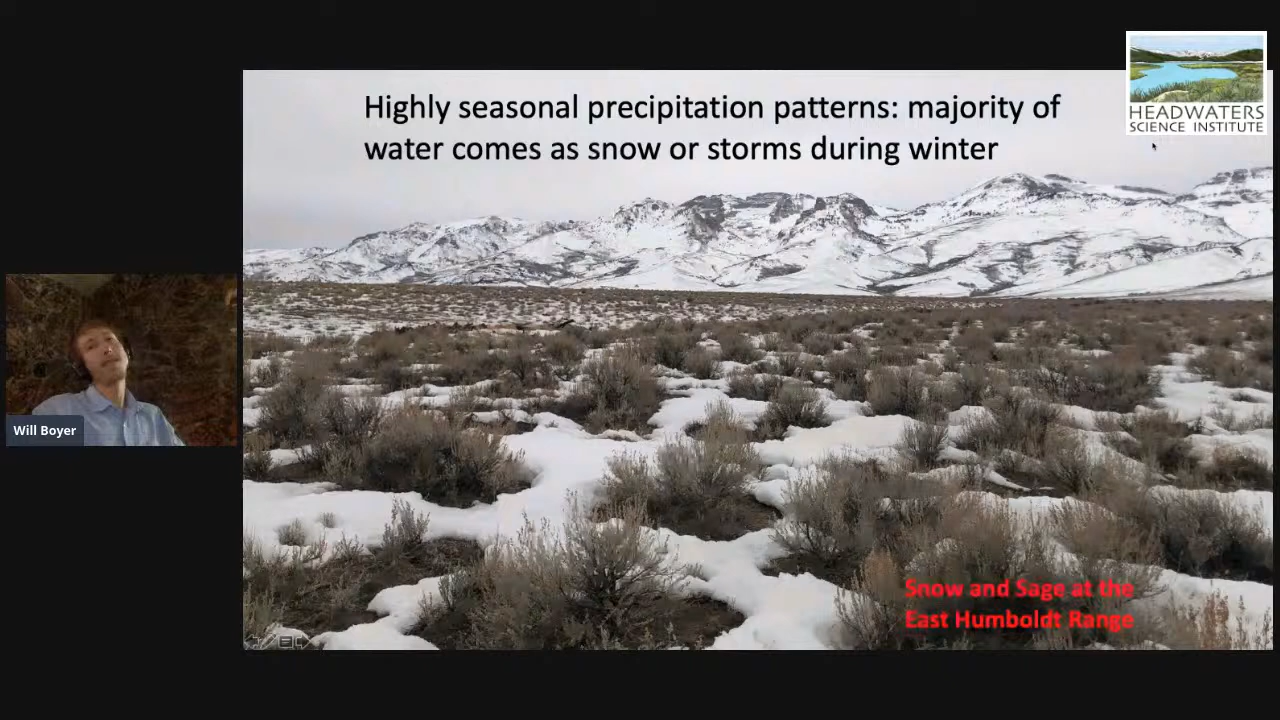 Highly seasonal precipitation patterns: majority of
water comes as snow or storms during winter
HEADWATERS
SCIENCE INSTITUTE
Will Boyer
Snow and Sage at the
East Humboldt Range